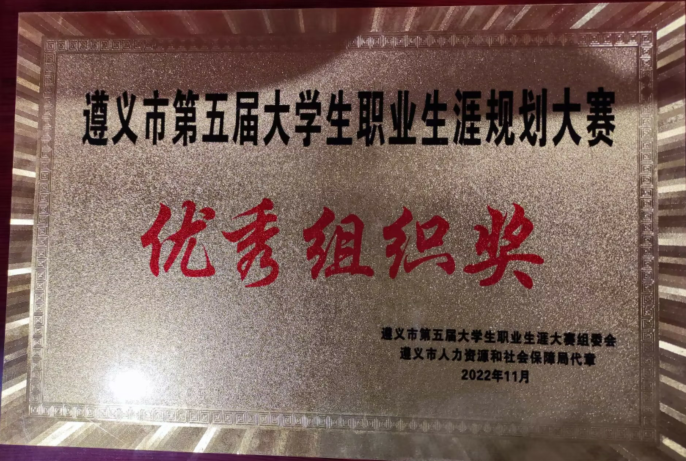 遵义市第五届大学生职业生涯规划大赛
优秀组织奖
遵义市第五届大学生职业生涯大赛组委会
遵义市人力资源和社会保障局代章
2022年11月